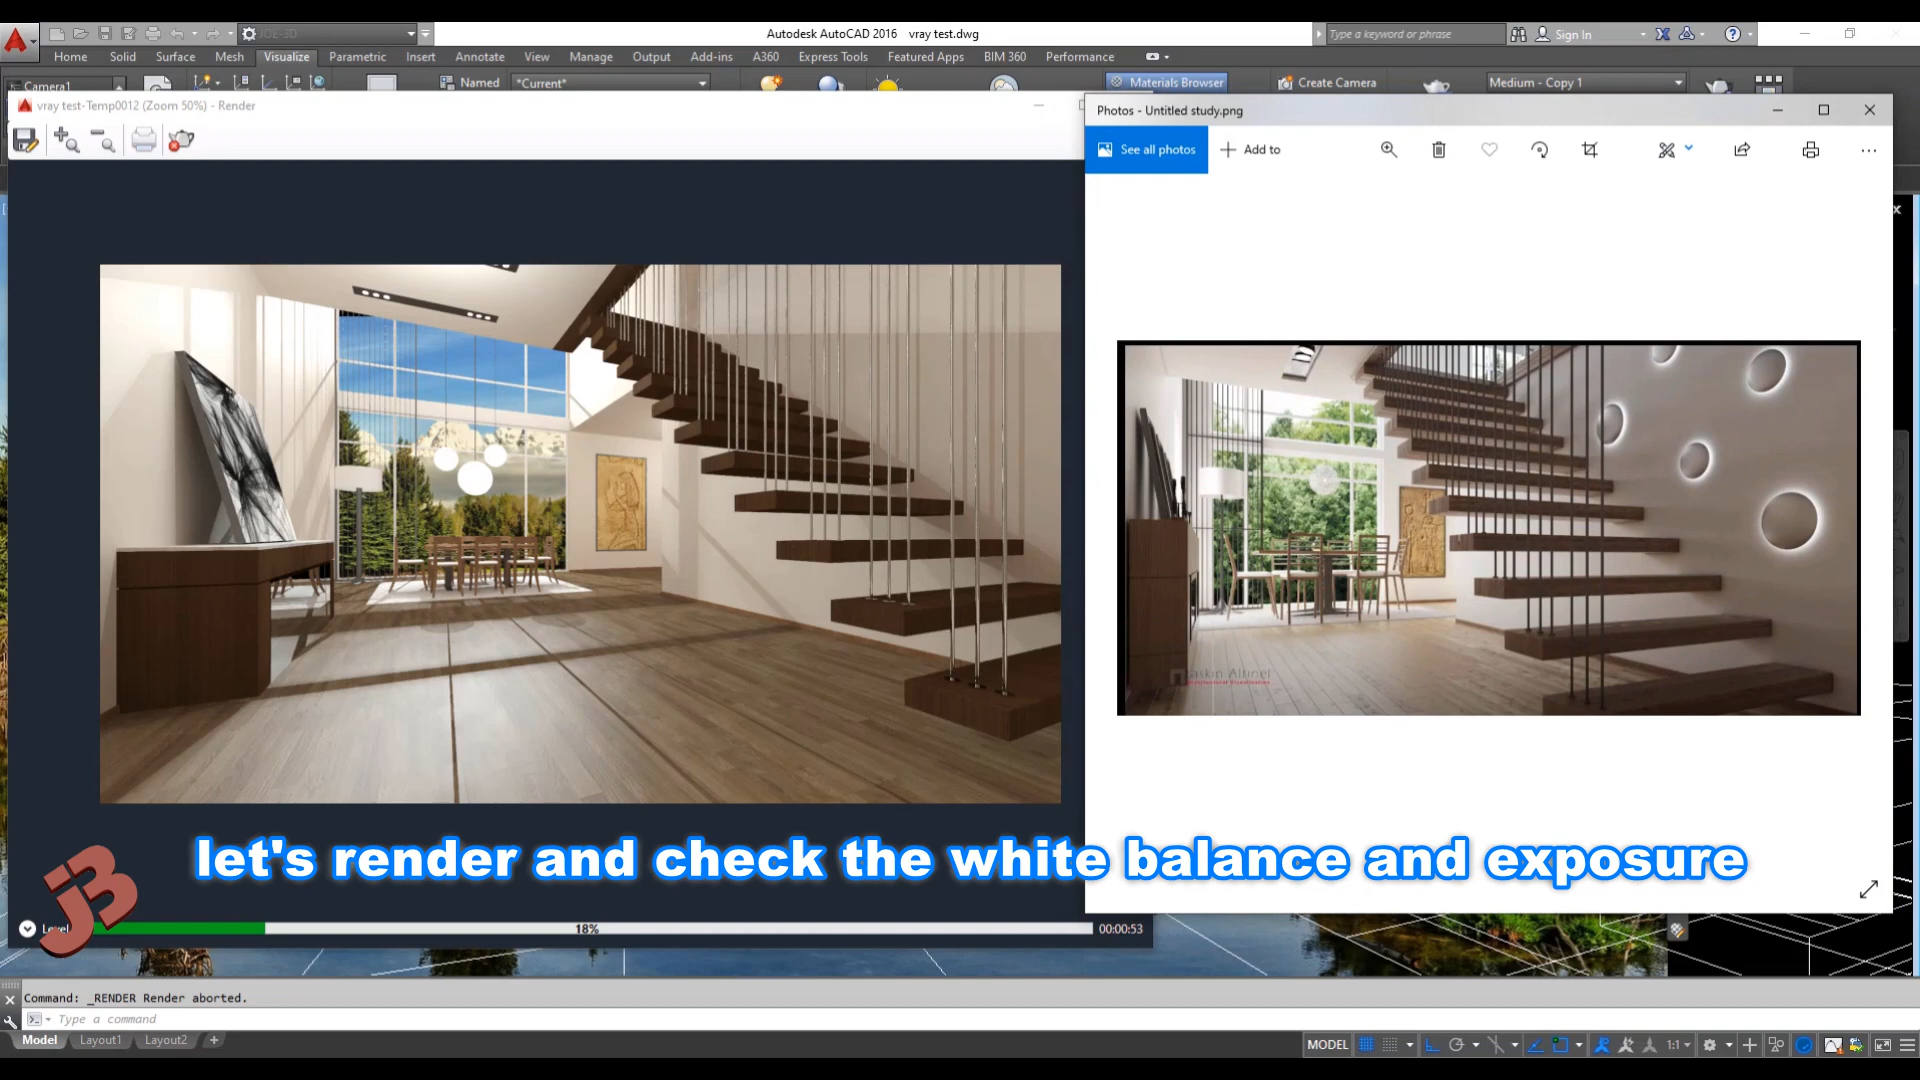 JOE-3D
Autodesk AutoCAD 2016 vray test.dwg
Type a keyword or phrase
Sign In
Home Solid Surface Mesh Visualize Parametric Insert Annotate View Manage Output Add-ins A360 Express Tools Featured Apps BIM 360 Performance
Camera1
Named
*Current*
Materials Browser
Create Camera
Medium - Copy 1
vray test-Temp0012 (Zoom 50%) - Render
Photos - Untitled study.png
See all photos
Add to
let's render and check the white balance and exposure
J3
18%
00:00:53
Command: _RENDER Render aborted.
Type a command
Model Layout1 Layout2
MODEL
1:1